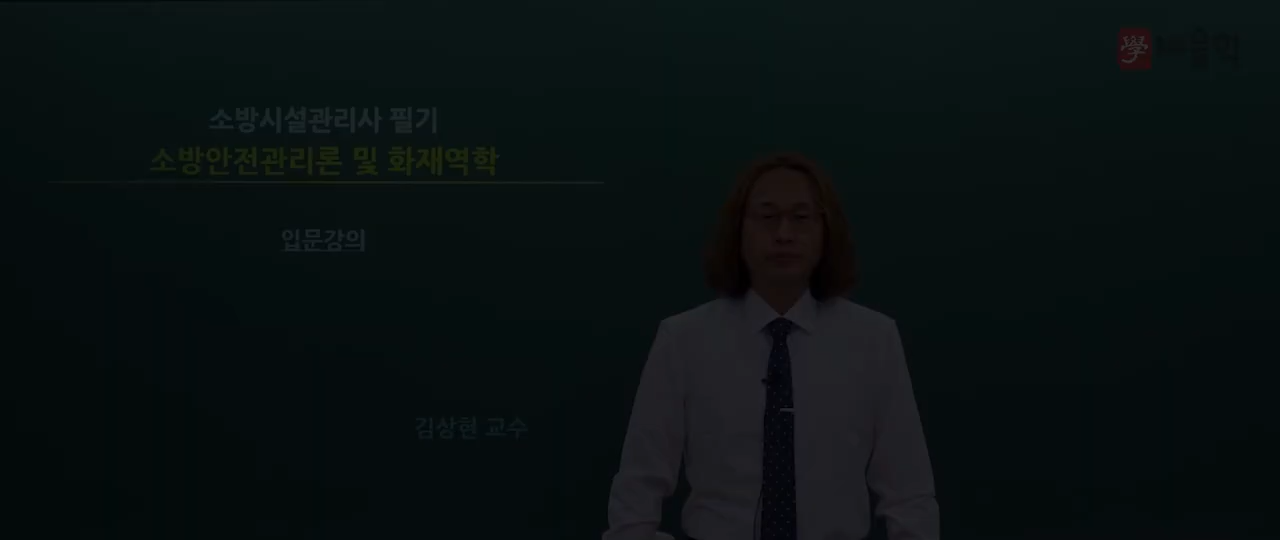 소방시설관리사 필기
소방안전관리론 및 화재역학
입문강의
김상현 교수
學